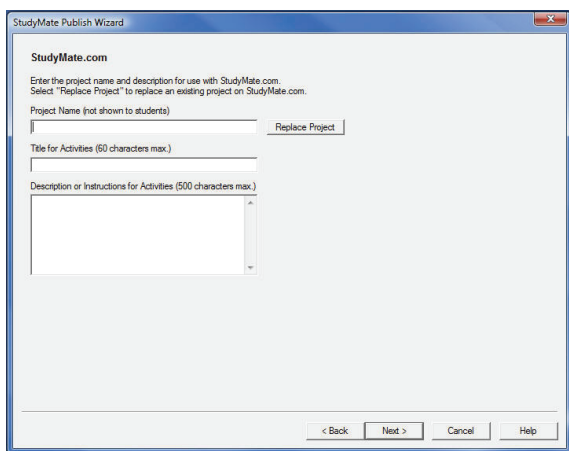 StudyMate Publish Wizard
StudyMate.com
Enter the project name and description for use with StudyMate.com.
Select "Replace Project" to replace an existing project on StudyMate.com.
Project Name (not shown to students)
Replace Project
Title for Activities (60 characters max.)
Description or Instructions for Activities (500 characters max.)
< Back Next > Cancel Help